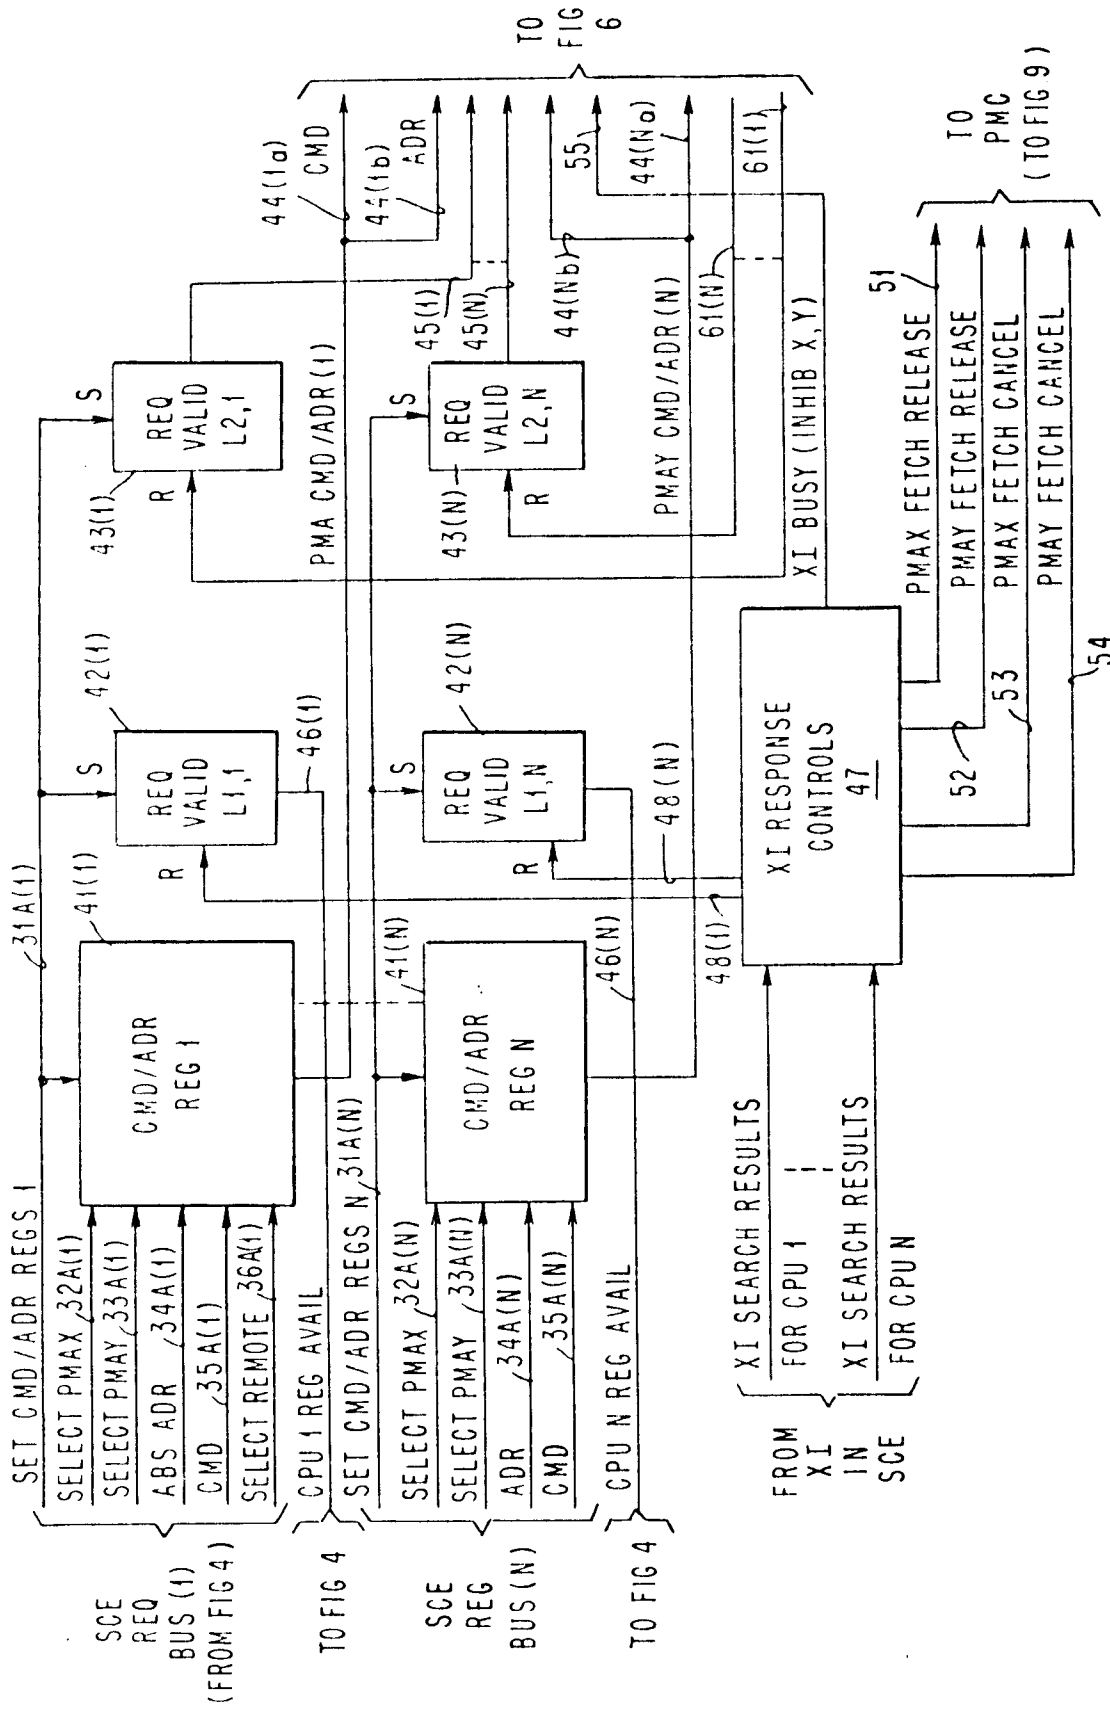 SET CMD/ADR REGS 1
31A(1)
SELECT PMAX 32A(1)
SELECT PMAY 33A(1)
ABS ADR 34A(1)
CMD 35A(1)
SELECT REMOTE 36A(1)
SCE
REQ
BUS (1)
(FROM FIG 4)
CPU 1 REG AVAIL
TO FIG 4
CMD/ADR
REG 1
41(1)
REQ
VALID
L1,1
S
R
42(1)
46(1)
REQ
VALID
L2,1
S
R
43(1)
PMA CMD/ADR(1)
44(1a)
CMD
44(1b)
ADR
45(1)
45(N)
TO
FIG
6
SET CMD/ADR REGS N
31A(N)
SELECT PMAX 32A(N)
SELECT PMAY 33A(N)
ADR 34A(N)
CMD 35A(N)
SCE
REG
BUS(N)
CPU N REG AVAIL
TO FIG 4
CMD/ADR
REG N
41(N)
REQ
VALID
L1,N
S
R
42(N)
46(N)
REQ
VALID
L2,N
S
R
43(N)
PMAY CMD/ADR(N)
44(Nb)
55
44(Na)
61(N)
61(1)
48(1)
48(N)
XI BUSY (INHIB X,Y)
FROM
XI
IN
SCE
XI SEARCH RESULTS
FOR CPU 1
XI SEARCH RESULTS
FOR CPU N
XI RESPONSE
CONTROLS
47
PMAX FETCH RELEASE
51
PMAY FETCH RELEASE
52
PMAX FETCH CANCEL
53
PMAY FETCH CANCEL
54
TO
PMC
(TO FIG.9)